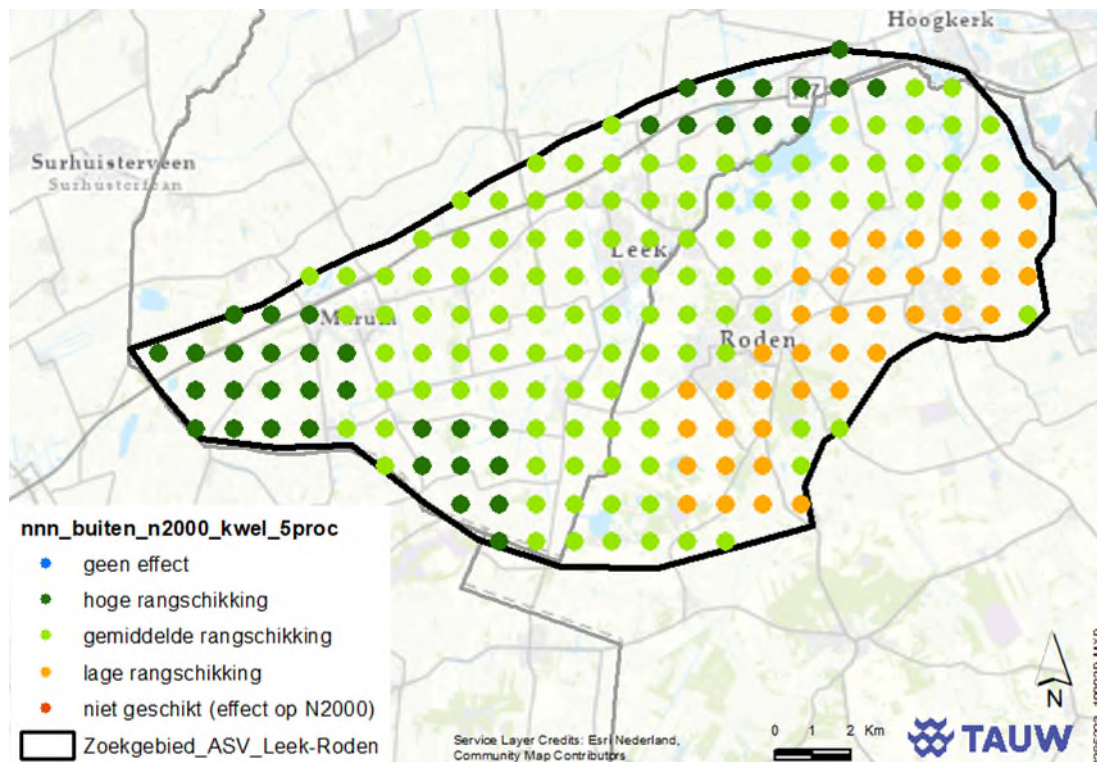 Hoogkerk
Surhuisterveen
Surhusterfean
Leek
Marum
Roden
nnn_buiten_n2000_kwel_5proc
geen effect
hoge rangschikking
gemiddelde rangschikking
lage rangschikking
niet geschikt (effect op N2000)
Zoekgebied_ASV_Leek-Roden
Service Layer Credits: Esri Nederland,
Community Map Contributors
0 1 2 Km
N
TAUW